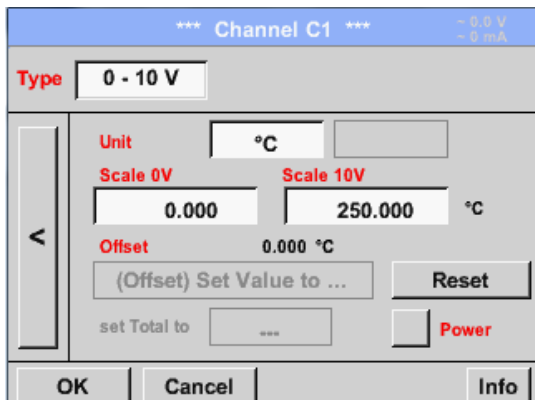 *** Channel C1 ***
~ 0.0 V
~ 0 mA
Type 0 - 10 V
Unit °C
Scale 0V Scale 10V
0.000 250.000 °C
<
Offset 0.000 °C
(Offset) Set Value to ... Reset
set Total to --- Power
OK Cancel Info